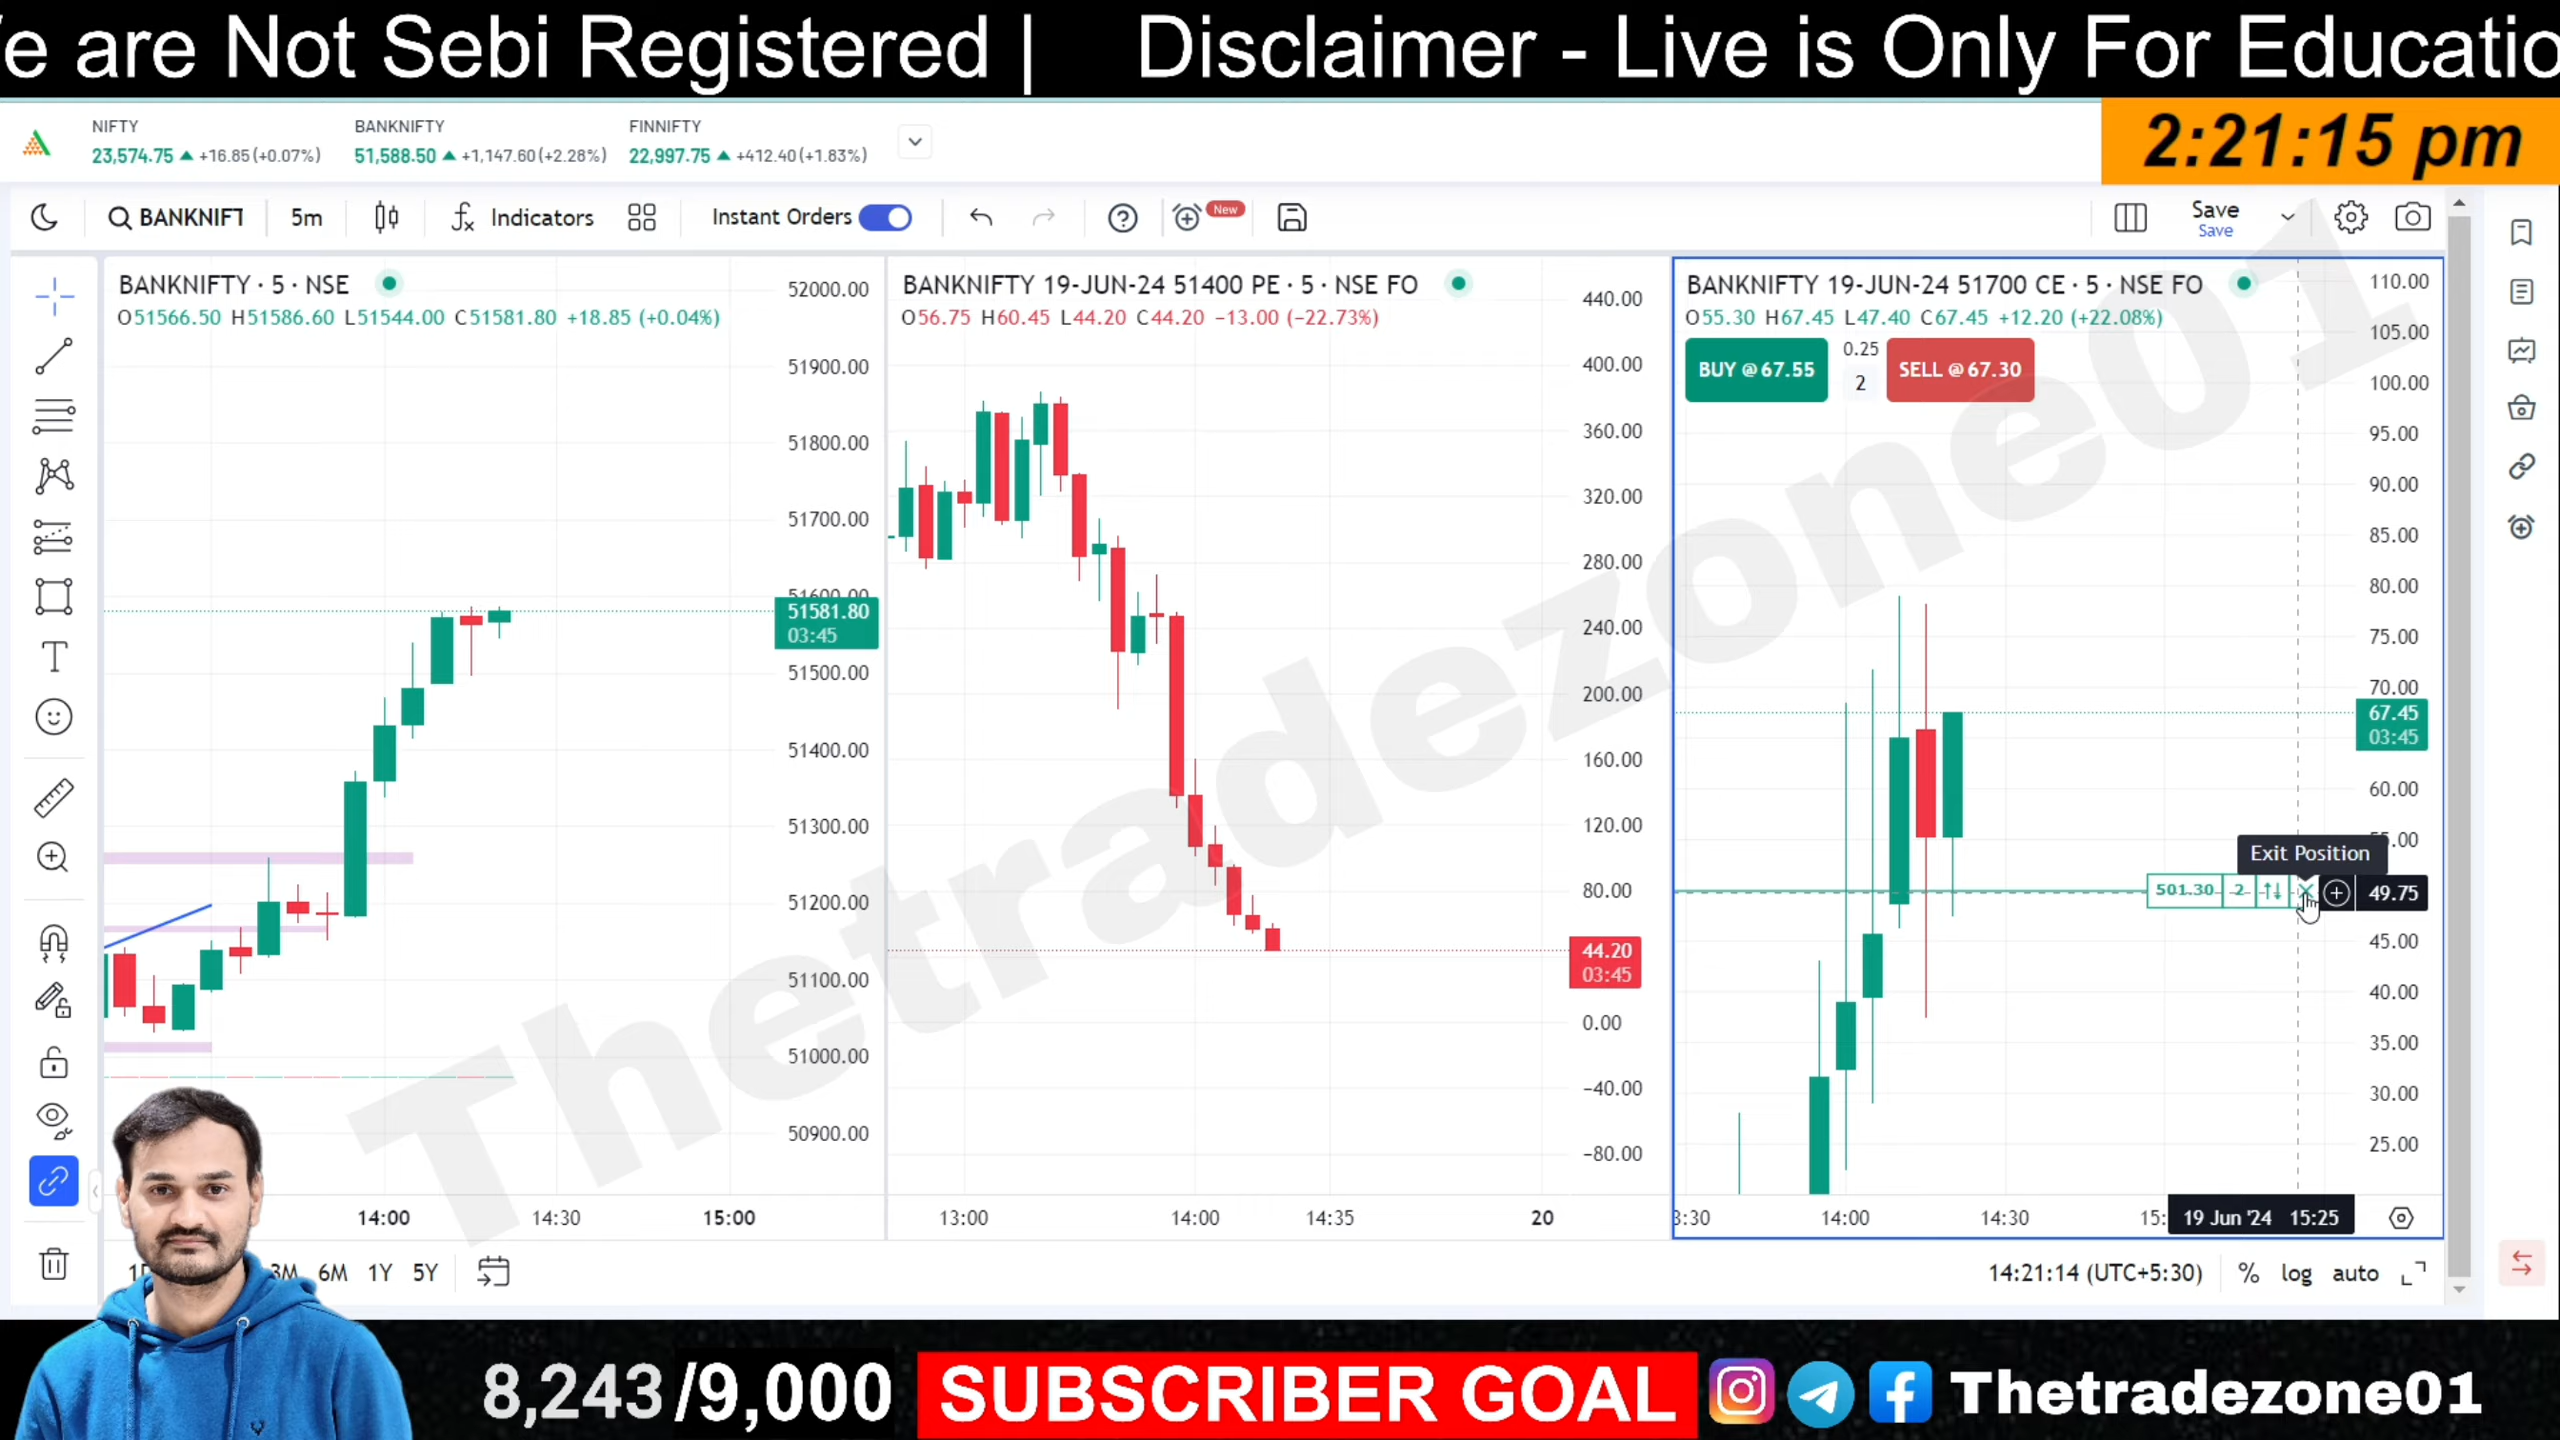 e are Not Sebi Registered | Disclaimer - Live is Only For Educatio
NIFTY
23,574.75 ▲ +16.85(+0.07%)
BANKNIFTY
51,588.50 ▲ +1,147.60(+2.28%)
FINNIFTY
22,997.75 ▲ +412.40(+1.83%)
2:21:15 pm
BANKNIFT
5m
Indicators
Instant Orders
New
Save
Save
BANKNIFTY · 5 · NSE
O51566.50 H51586.60 L51544.00 C51581.80 +18.85 (+0.04%)
52000.00
51900.00
51800.00
51700.00
51600.00
51581.80
03:45
51500.00
51400.00
51300.00
51200.00
51100.00
51000.00
50900.00
14:00 14:30 15:00
BANKNIFTY 19-JUN-24 51400 PE · 5 · NSE FO
O56.75 H60.45 L44.20 C44.20 −13.00 (−22.73%)
440.00
400.00
360.00
320.00
280.00
240.00
200.00
160.00
120.00
80.00
44.20
03:45
0.00
−40.00
−80.00
13:00 14:00 14:35 20
BANKNIFTY 19-JUN-24 51700 CE · 5 · NSE FO
O55.30 H67.45 L47.40 C67.45 +12.20 (+22.08%)
BUY @ 67.55
0.25
2
SELL @ 67.30
110.00
105.00
100.00
95.00
90.00
85.00
80.00
75.00
70.00
67.45
03:45
60.00
55.00
Exit Position
501.30 2
49.75
45.00
40.00
35.00
30.00
25.00
3:30 14:00 14:30 15: 19 Jun '24 15:25
Thetradezone01
3M 6M 1Y 5Y
14:21:14 (UTC+5:30) % log auto
8,243/9,000 SUBSCRIBER GOAL Thetradezone01